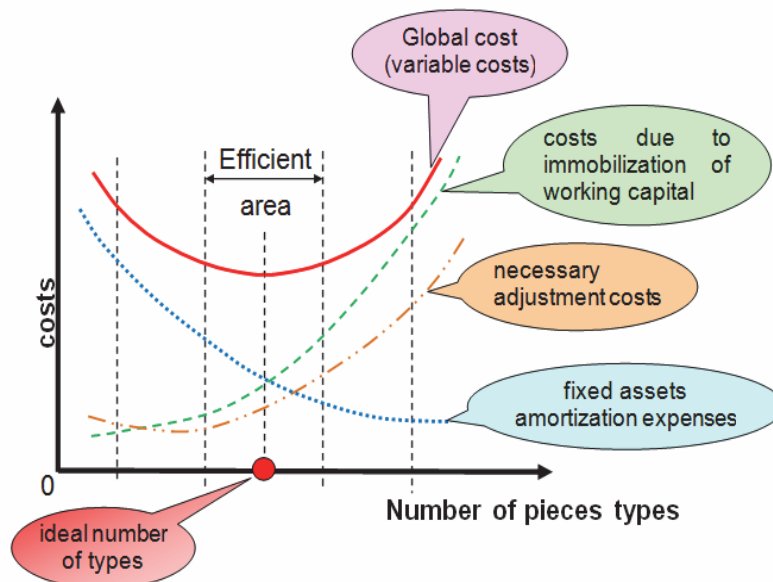 Global cost
(variable costs)
costs due to
immobilization of
working capital
Efficient
area
necessary
adjustment costs
costs
fixed assets
amortization expenses
0
Number of pieces types
ideal number
of types